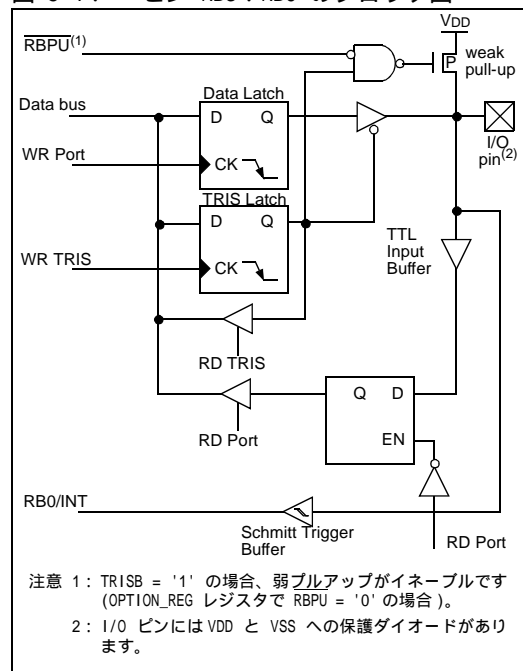 ピン のブロック図
VDD
RBPU(1)
weak
pull-up
P
Data bus
Data Latch
D Q
I/O
pin(2)
WR Port
CK
TRIS Latch
D Q
TTL
Input
Buffer
WR TRIS
CK
RD TRIS
Q D
RD Port
EN
RB0/INT
Schmitt Trigger
Buffer
RD Port
注意 1: TRISB = '1' の場合、弱プルアップがイネーブルです
(OPTION_REG レジスタで RBPU = '0' の場合)。
2: I/O ピンには VDD と VSS への保護ダイオードがあり
ます。